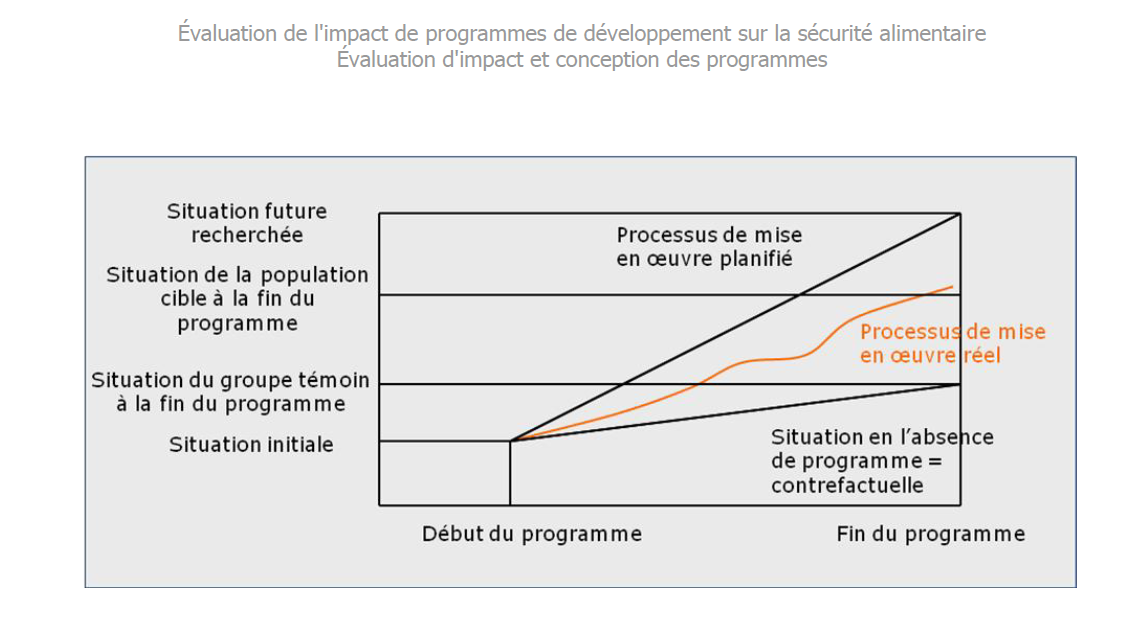 Évaluation de l'impact de programmes de développement sur la sécurité alimentaire
Évaluation d'impact et conception des programmes
Situation future
recherchée
Processus de mise
en œuvre planifié
Situation de la population
cible à la fin du
programme
Processus de mise
en œuvre réel
Situation du groupe témoin
à la fin du programme
Situation initiale
Situation en l’absence
de programme =
contrefactuelle
Début du programme
Fin du programme